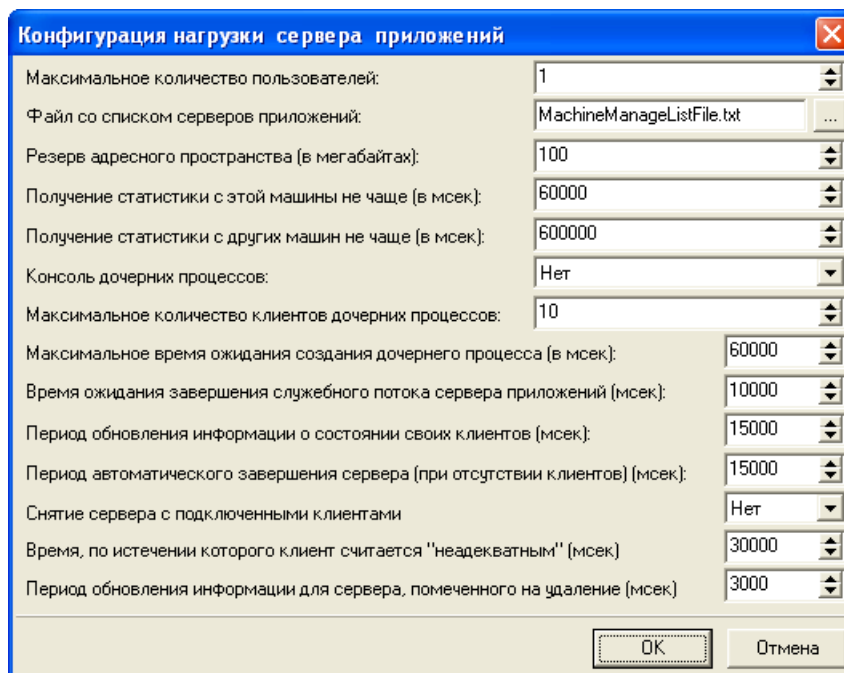 Конфигурация нагрузки сервера приложений
Максимальное количество пользователей: 1
Файл со списком серверов приложений: MachineManageListFile.txt ...
Резерв адресного пространства (в мегабайтах): 100
Получение статистики с этой машины не чаще (в мсек): 60000
Получение статистики с других машин не чаще (в мсек): 600000
Консоль дочерних процессов: Нет
Максимальное количество клиентов дочерних процессов: 10
Максимальное время ожидания создания дочернего процесса (в мсек): 60000
Время ожидания завершения служебного потока сервера приложений (мсек): 10000
Период обновления информации о состоянии своих клиентов (мсек): 15000
Период автоматического завершения сервера (при отсутствии клиентов) (мсек): 15000
Снятие сервера с подключенными клиентами Нет
Время, по истечении которого клиент считается "неадекватным" (мсек) 30000
Период обновления информации для сервера, помеченного на удаление (мсек) 3000
OK Отмена